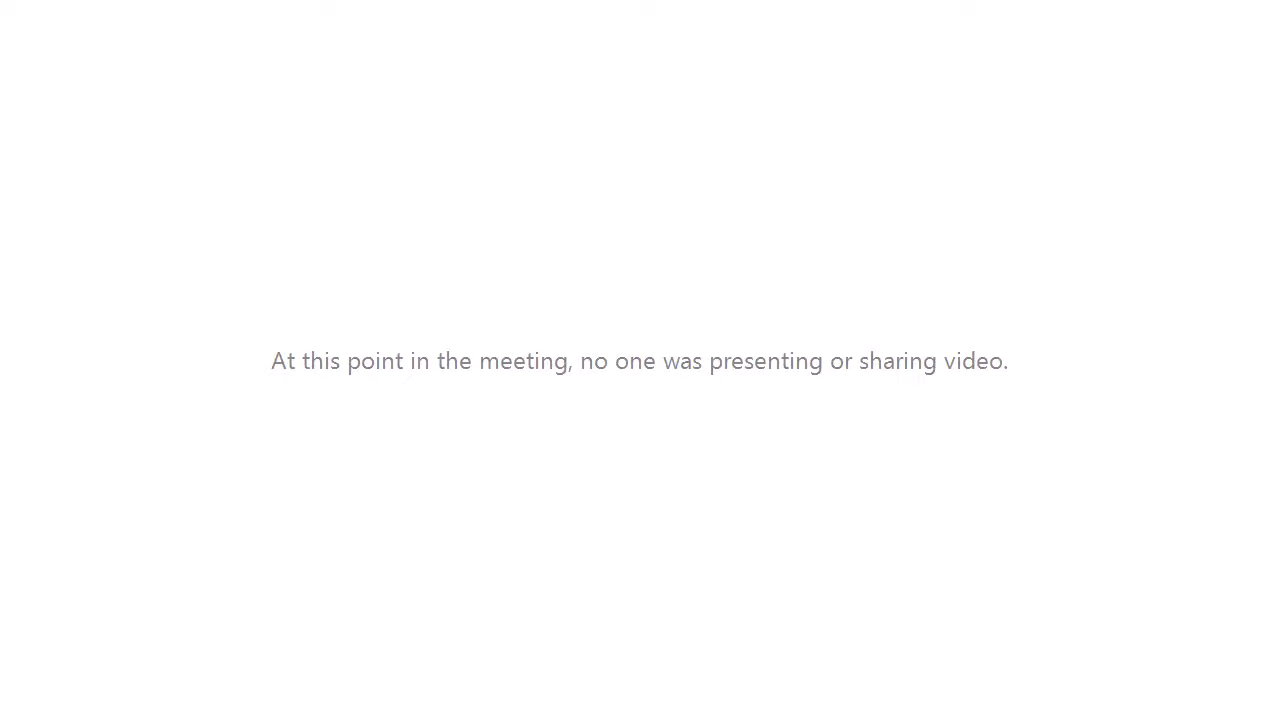 At this point in the meeting, no one was presenting or sharing video.